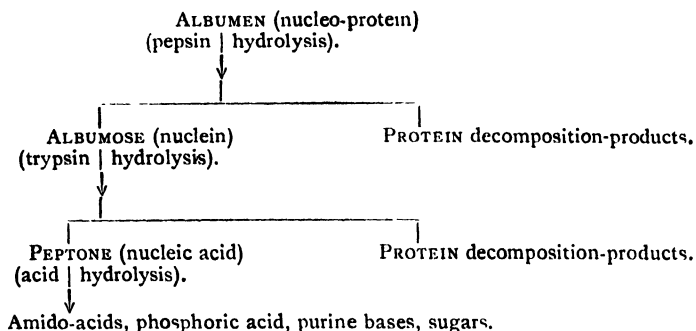 ALBUMEN (nucleo-protein)
(pepsin hydrolysis).
ALBUMOSE (nuclein) PROTEIN decomposition-products.
(trypsin hydrolysis).
PEPTONE (nucleic acid) PROTEIN decomposition-products.
(acid hydrolysis).
Amido-acids, phosphoric acid, purine bases, sugars.